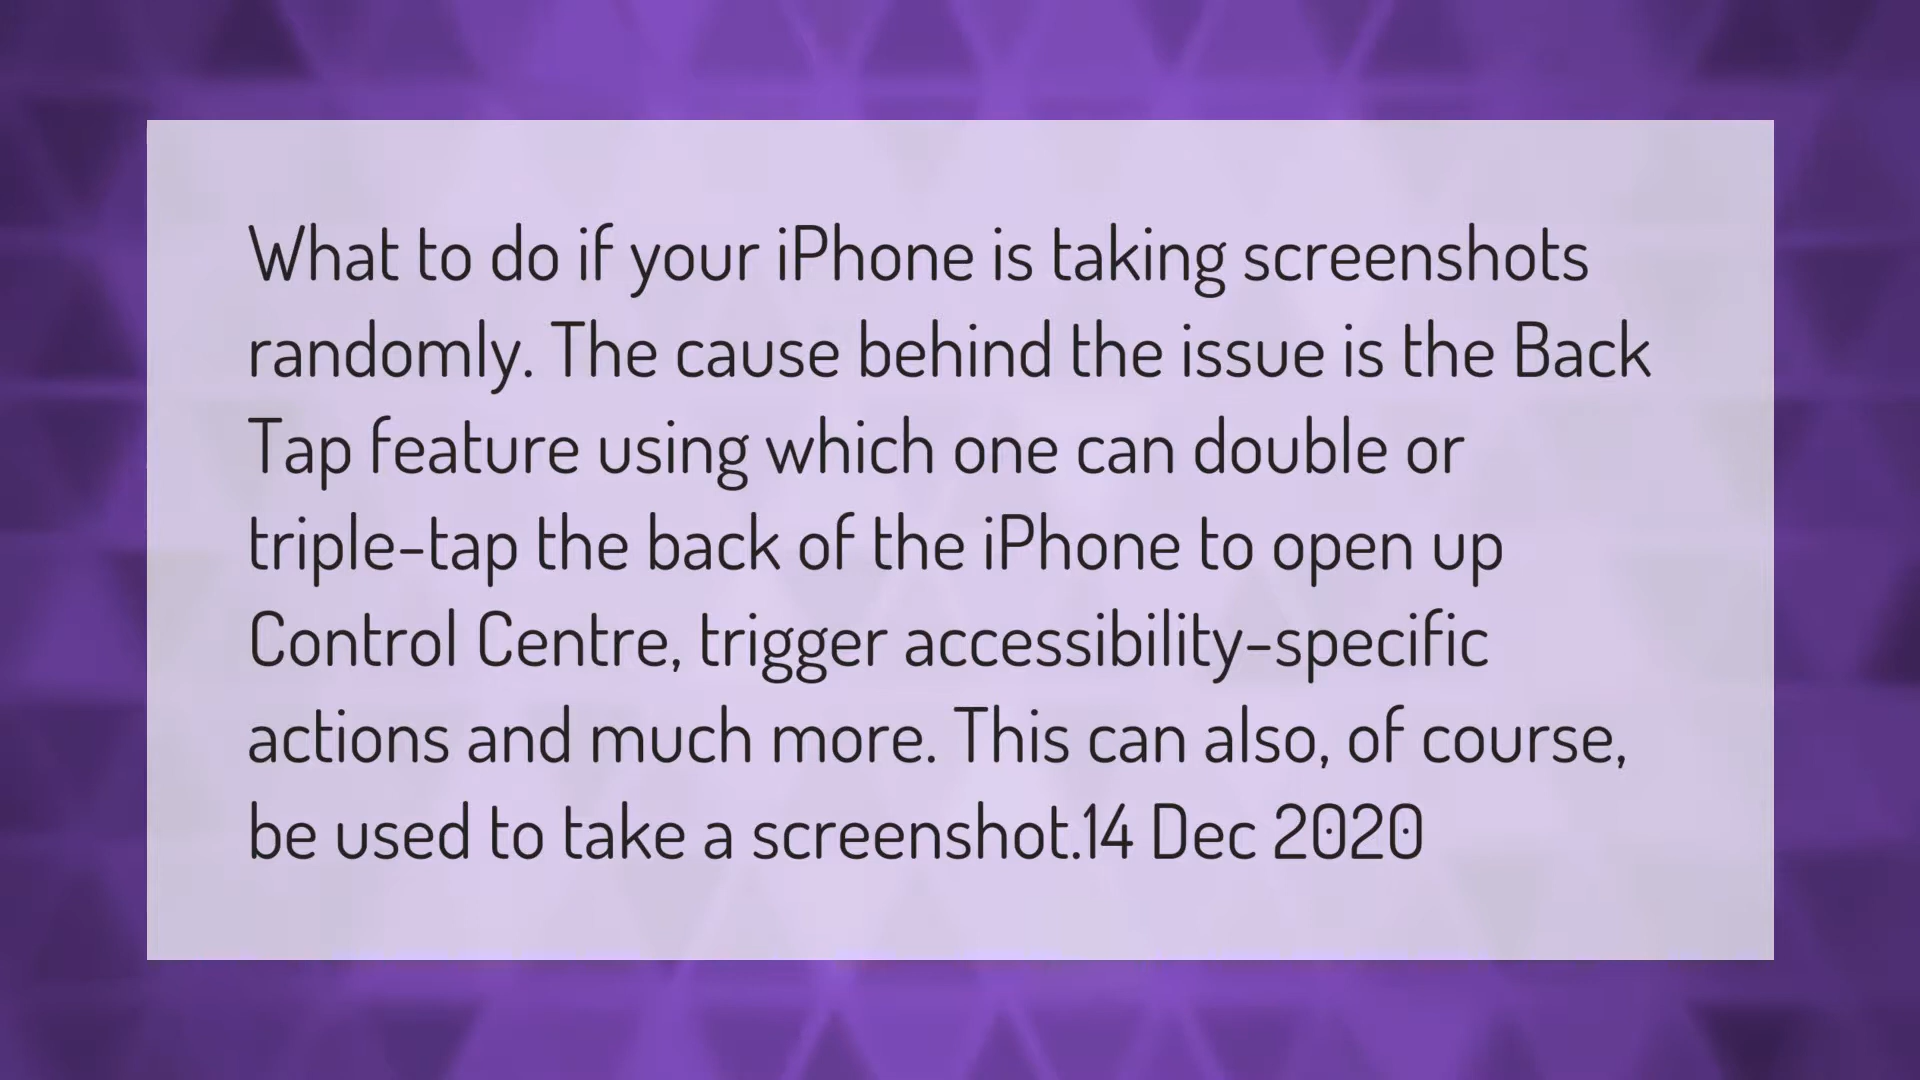 What to do if your iPhone is taking screenshots
randomly. The cause behind the issue is the Back
Tap feature using which one can double or
triple-tap the back of the iPhone to open up
Control Centre, trigger accessibility-specific
actions and much more. This can also, of course,
be used to take a screenshot.14 Dec 2020